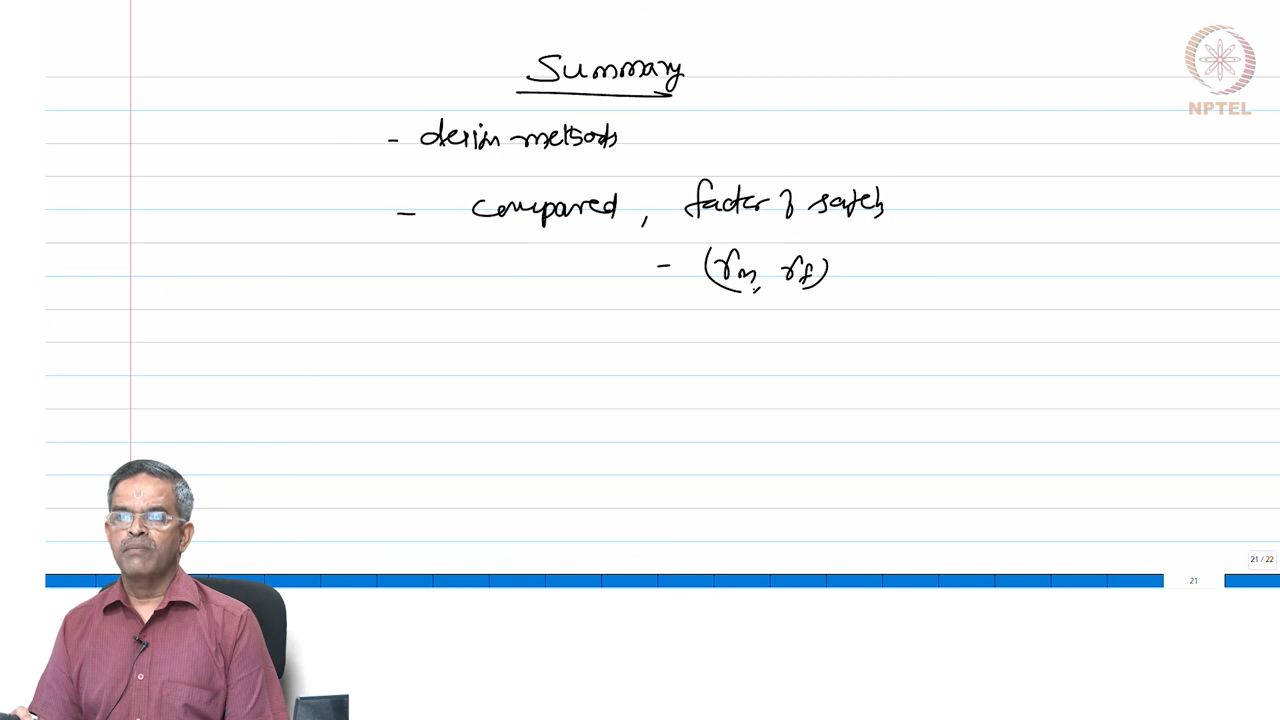 Summary
NPTEL
- design methods
- compared, factor of safety
- (γm, γf)
21 / 22
21